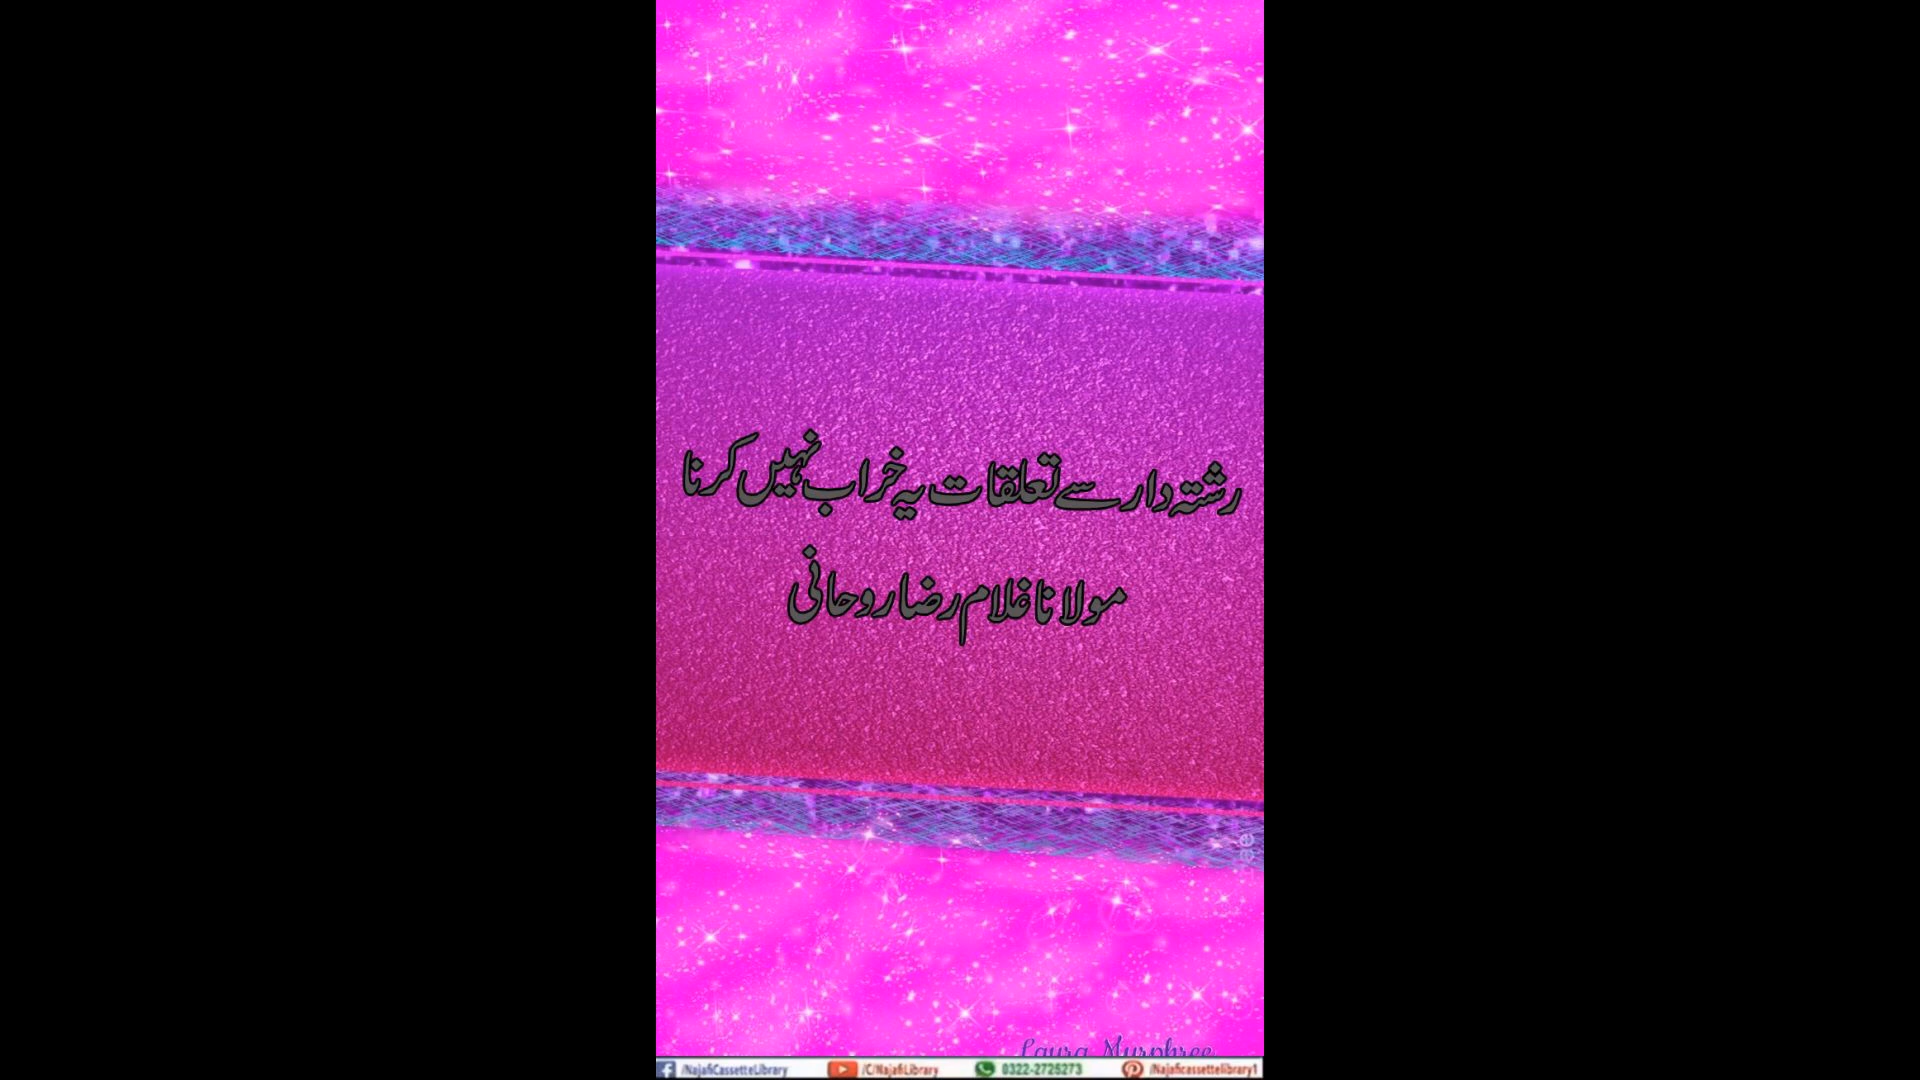 رشتہ دار سے تعلقات یہ خراب نہیں کرنا
مولانا غلام رضا روحانی
Laura Murphree
/NajafiCassetteLibrary /C/NajafiLibrary 0322-2725273 /Najaficassettelibrary1